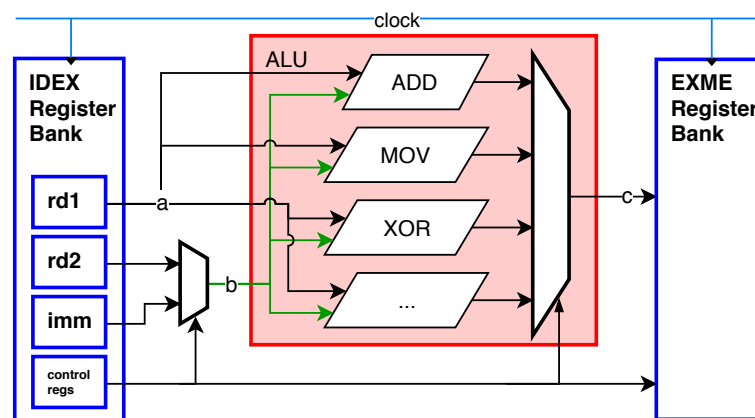 clock
IDEX
Register
Bank
ALU
EXME
Register
Bank
ADD
MOV
XOR
...
rd1
a
c
rd2
b
imm
control
regs